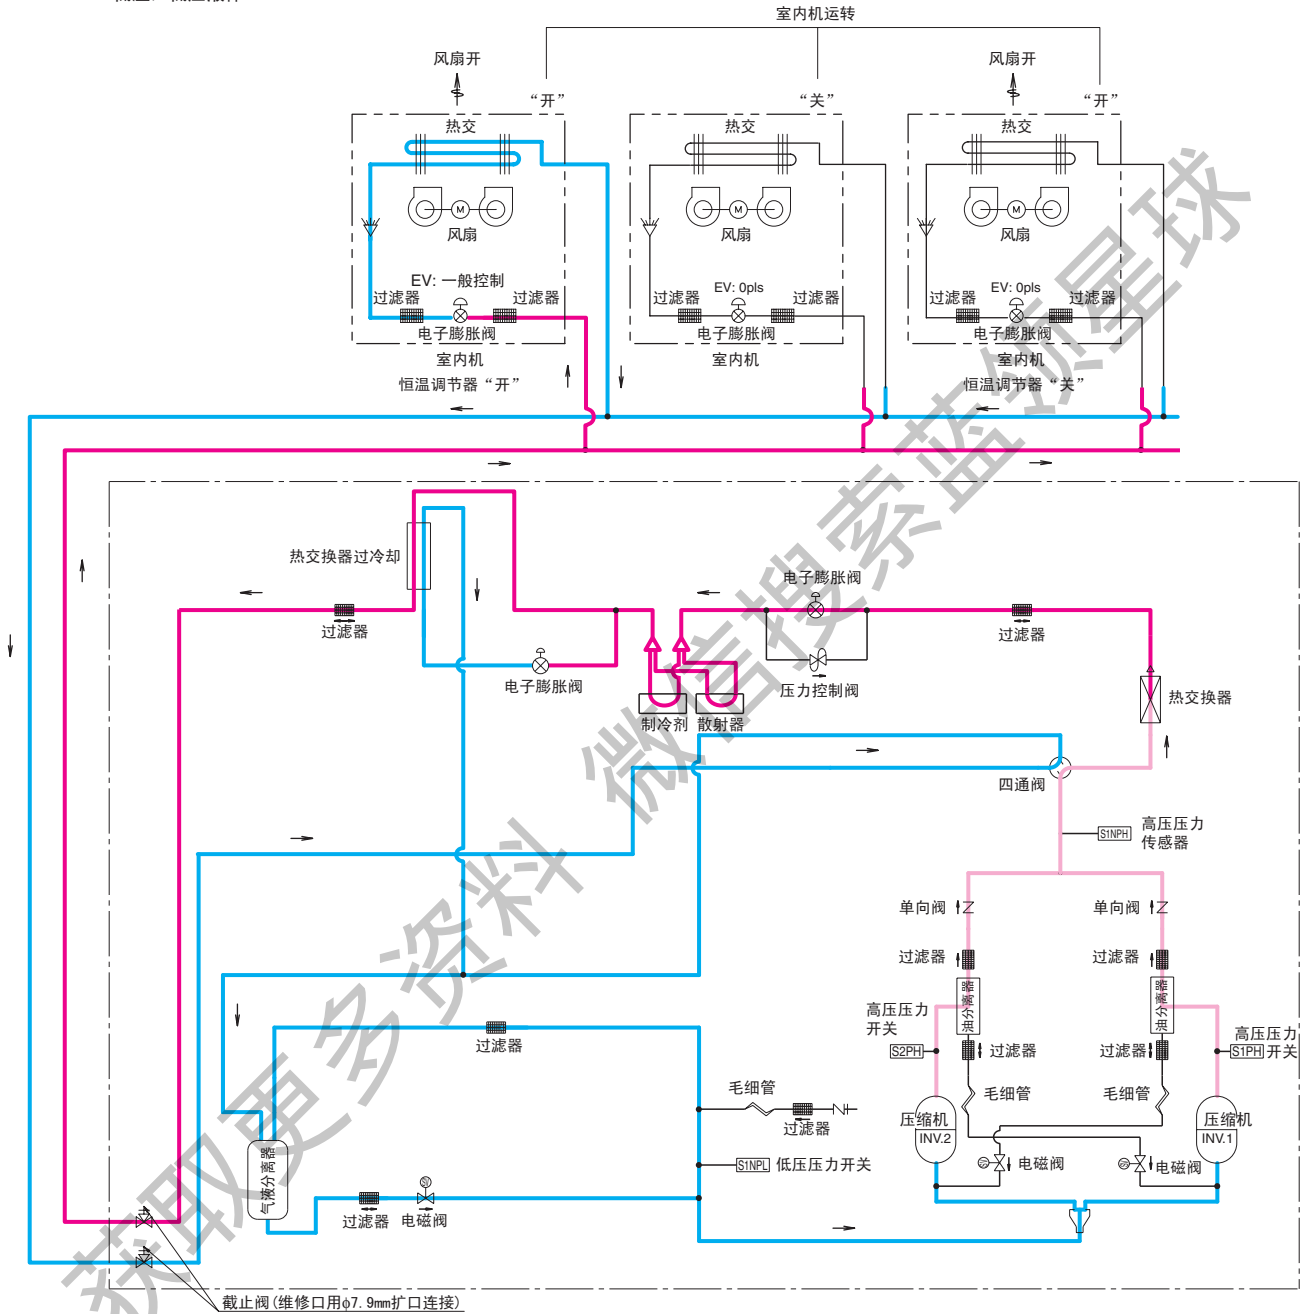 室内机运转
风扇开
风扇开
“开”
“关”
“开”
热交
热交
热交
M
M
M
风扇
风扇
风扇
EV: 一般控制
EV: 0pls
EV: 0pls
过滤器
过滤器
过滤器
过滤器
过滤器
过滤器
电子膨胀阀
电子膨胀阀
电子膨胀阀
室内机
室内机
室内机
恒温调节器“开”
恒温调节器“关”
热交换器过冷却
电子膨胀阀
过滤器
过滤器
电子膨胀阀
压力控制阀
热交换器
制冷剂
散射器
四通阀
S1NPH
高压压力
传感器
单向阀
单向阀
过滤器
过滤器
油分离器
油分离器
高压压力
开关
高压压力
开关
S2PH
S1PH
过滤器
过滤器
过滤器
毛细管
毛细管
毛细管
过滤器
压缩机
INV.2
压缩机
INV.1
S1NPL
低压压力开关
电磁阀
电磁阀
SV
SV
SV
气液分离器
过滤器
电磁阀
截止阀(维修口用φ7.9mm扩口连接)
获取更多资料 微信搜索蓝领星球